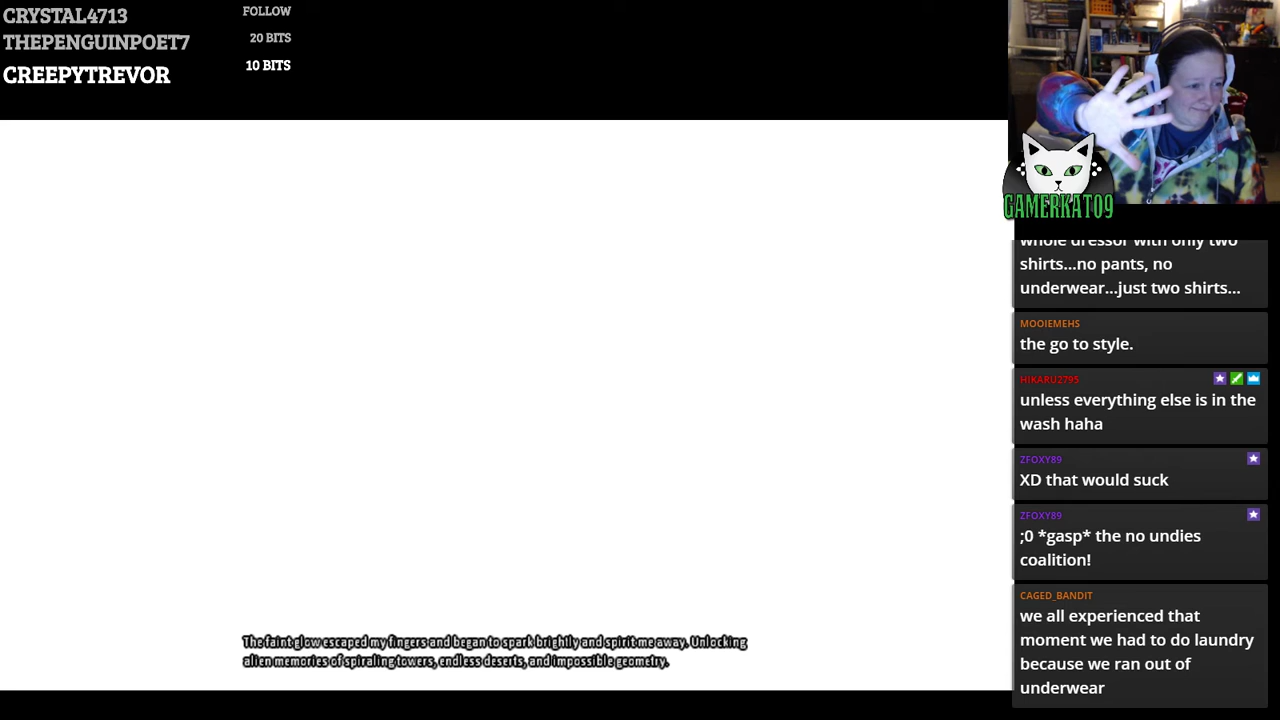 CRYSTAL4713 FOLLOW
THEPENGUINPOET7 20 BITS
CREEPYTREVOR 10 BITS
GAMERKAT09
whole dressor with only two
shirts...no pants, no
underwear...just two shirts...
MOOIEMEHS
the go to style.
HIKARU2795
unless everything else is in the
wash haha
ZFOXY89
XD that would suck
ZFOXY89
;0 *gasp* the no undies
coalition!
CAGED_BANDIT
we all experienced that
moment we had to do laundry
because we ran out of
underwear
The faint glow escaped my fingers and began to spark brightly and spirit me away. Unlocking
alien memories of spiraling towers, endless deserts, and impossible geometry.